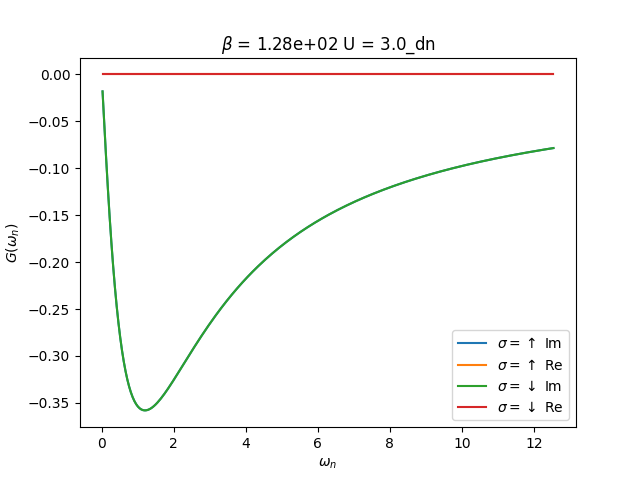 β = 1.28e+02 U = 3.0_dn
G(ωₙ)
0.00
−0.05
−0.10
−0.15
−0.20
−0.25
−0.30
−0.35
σ = ↑ Im
σ = ↑ Re
σ = ↓ Im
σ = ↓ Re
0 2 4 6 8 10 12
ωₙ